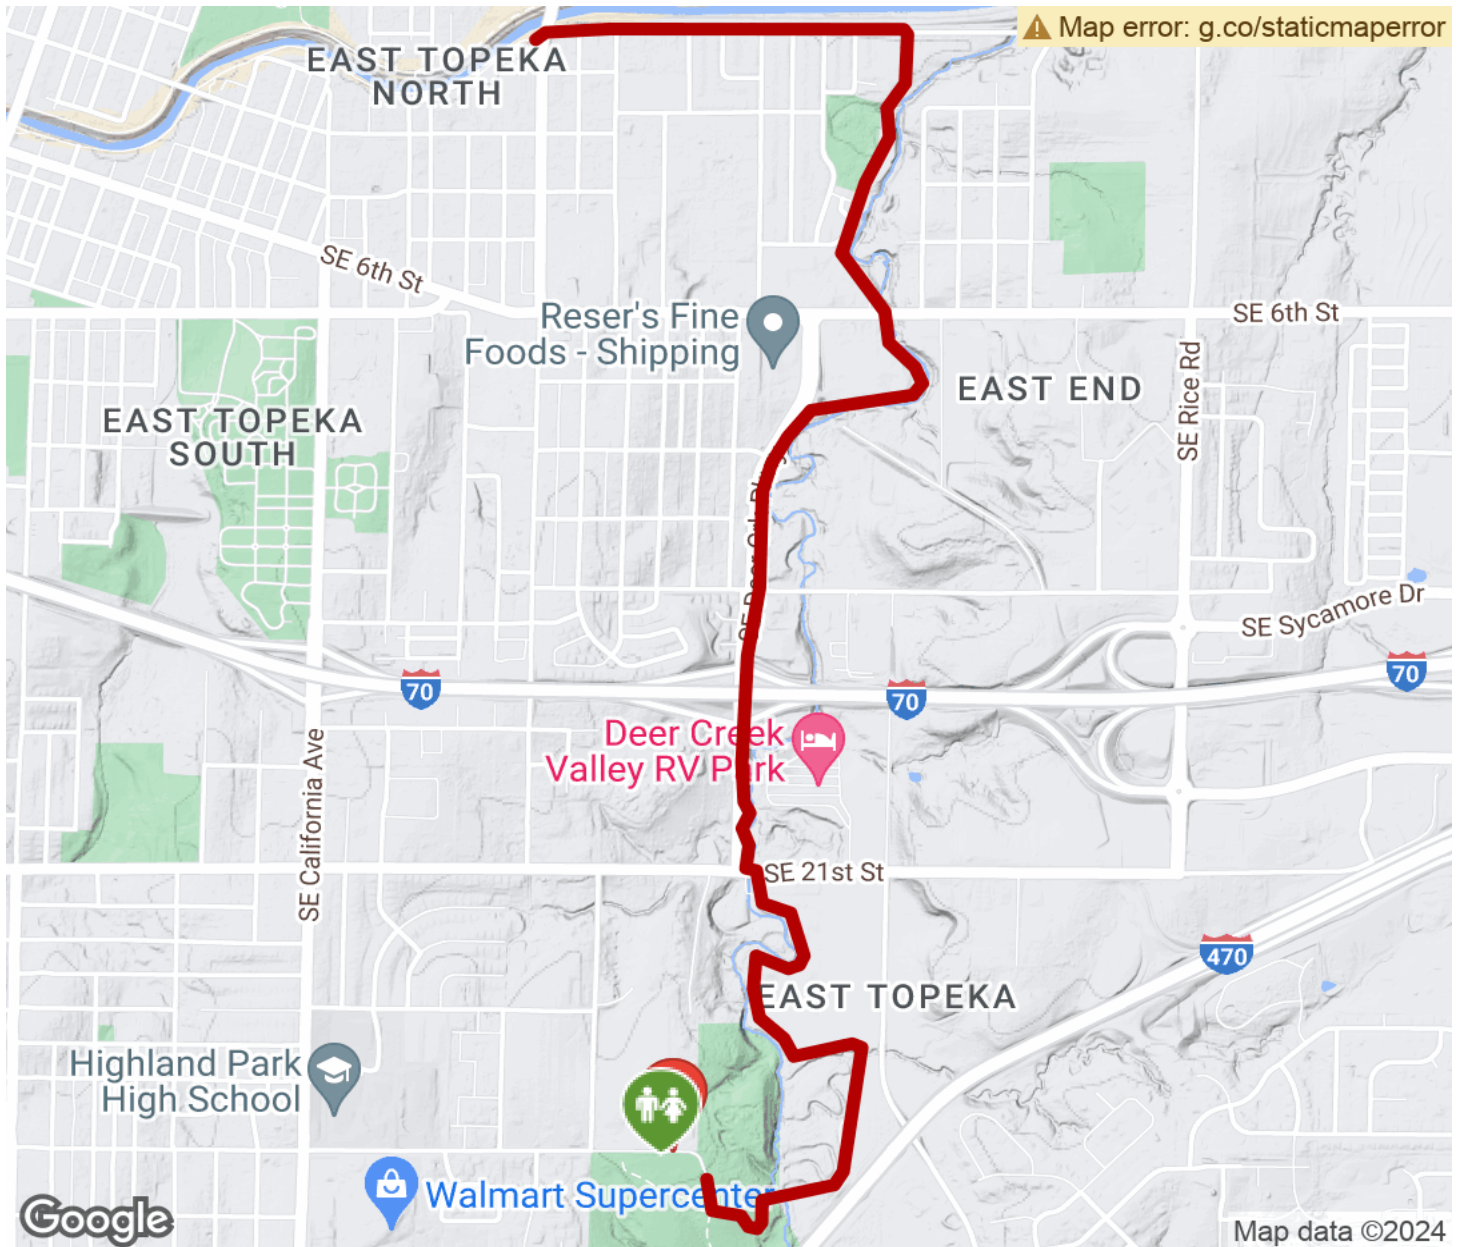 Map error: g.co/staticmaperror
EAST TOPEKA
NORTH
SE 6th St
Reser's Fine
Foods - Shipping
SE 6th St
EAST END
SE Rice Rd
EAST TOPEKA
SOUTH
SE Sycamore Dr
70
70
70
Deer Creek
Valley RV Park
SE California Ave
SE 21st St
470
EAST TOPEKA
Highland Park
High School
Walmart Supercenter
Google
Map data ©2024